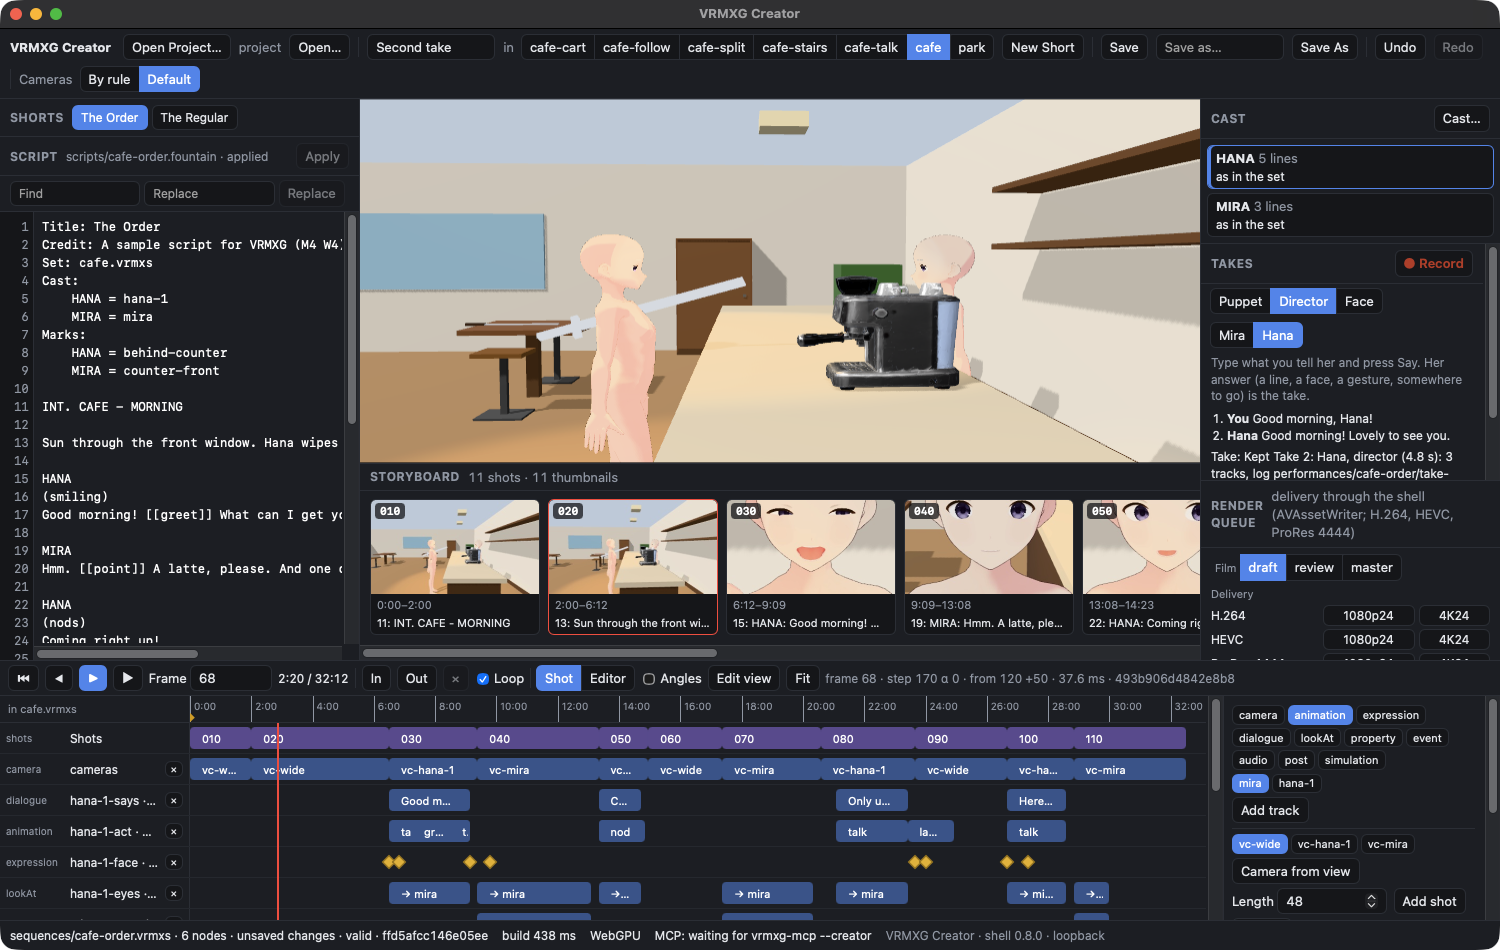 VRMXG Creator
VRMXG Creator Open Project... project Open... Second take in cafe-cart cafe-follow cafe-split cafe-stairs cafe-talk cafe park New Short Save Save as... Save As Undo Redo
Cameras By rule Default
SHORTS The Order The Regular
SCRIPT scripts/cafe-order.fountain · applied Apply
Find Replace Replace
1 Title: The Order
2 Credit: A sample script for VRMXG (M4 W4)
3 Set: cafe.vrmxs
4 Cast:
5 HANA = hana-1
6 MIRA = mira
7 Marks:
8 HANA = behind-counter
9 MIRA = counter-front
10
11 INT. CAFE - MORNING
12
13 Sun through the front window. Hana wipes
14
15 HANA
16 (smiling)
17 Good morning! [[greet]] What can I get yo
18
19 MIRA
20 Hmm. [[point]] A latte, please. And one
21
22 HANA
23 (nods)
24 Coming right up!
25
STORYBOARD 11 shots · 11 thumbnails
010
0:00–2:00
11: INT. CAFE - MORNING
020
2:00–6:12
13: Sun through the front wi...
030
6:12–9:09
15: HANA: Good morning! ...
040
9:09–13:08
19: MIRA: Hmm. A latte, ple...
050
13:08–14:23
22: HANA: Coming rig
CAST Cast...
HANA 5 lines
as in the set
MIRA 3 lines
as in the set
TAKES Record
Puppet Director Face
Mira Hana
Type what you tell her and press Say. Her
answer (a line, a face, a gesture, somewhere
to go) is the take.
1. You Good morning, Hana!
2. Hana Good morning! Lovely to see you.
Take: Kept Take 2: Hana, director (4.8 s): 3
tracks, log performances/cafe-order/take-
RENDER QUEUE
delivery through the shell
(AVAssetWriter; H.264, HEVC,
ProRes 4444)
Film draft review master
Delivery
H.264 1080p24 4K24
HEVC 1080p24 4K24
Frame 68 2:20 / 32:12 In Out × Loop Shot Editor Angles Edit view Fit frame 68 · step 170 α 0 · from 120 +50 · 37.6 ms · 493b906d4842e8b8
in cafe.vrmxs 0:00 2:00 4:00 6:00 8:00 10:00 12:00 14:00 16:00 18:00 20:00 22:00 24:00 26:00 28:00 30:00 32:00
shots Shots 010 020 030 040 050 060 070 080 090 100 110
camera cameras × vc-w... vc-wide vc-hana-1 vc-mira vc... vc-wide vc-mira vc-hana-1 vc-wide vc-ha... vc-mira
dialogue hana-1-says ·... × Good m... C... Only u... Here...
animation hana-1-act · ... × ta gr... t. nod talk la... talk
expression hana-1-face · ... ×
lookAt hana-1-eyes ·... × → mira → mira →... → mira → mira → mi... →...
camera animation expression
dialogue lookAt property event
audio post simulation
mira hana-1
Add track
vc-wide vc-hana-1 vc-mira
Camera from view
Length 48 Add shot
sequences/cafe-order.vrmxs · 6 nodes · unsaved changes · valid · ffd5afcc146e05ee build 438 ms WebGPU MCP: waiting for vrmxg-mcp --creator VRMXG Creator · shell 0.8.0 · loopback